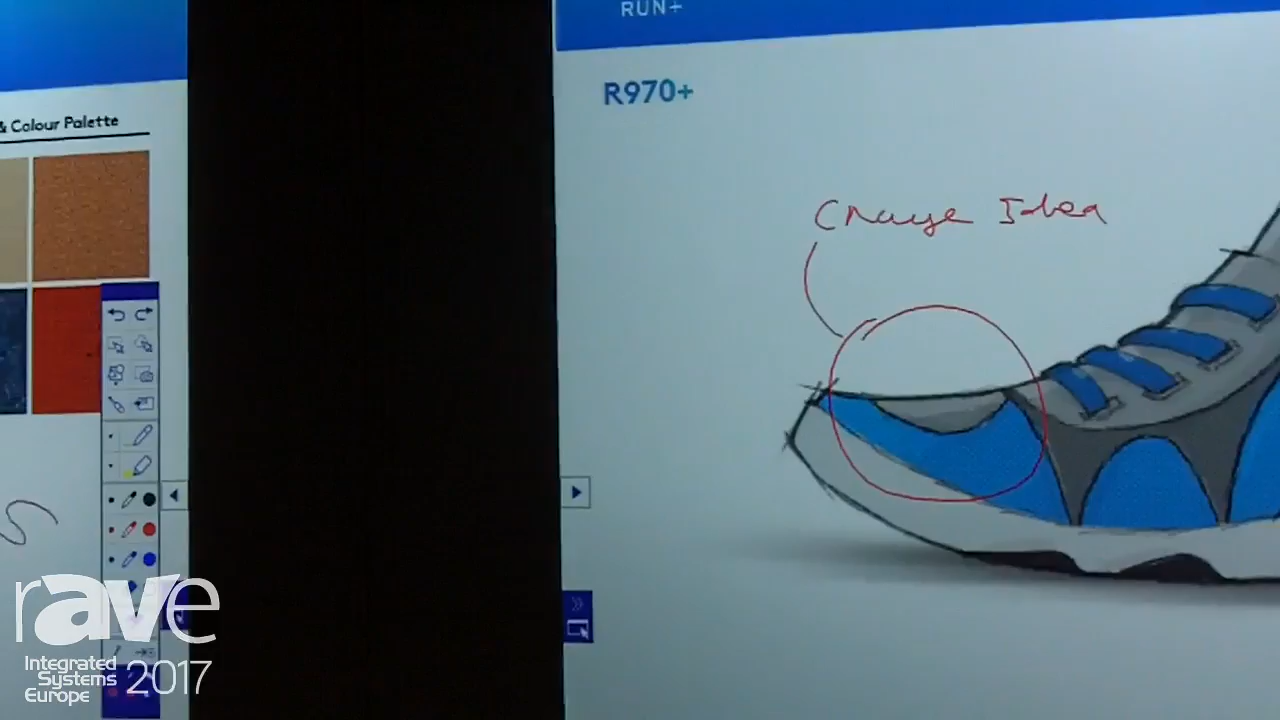 RUN+
R970+
& Colour Palette
Change Idea
rAVe
Integrated
Systems
Europe
2017